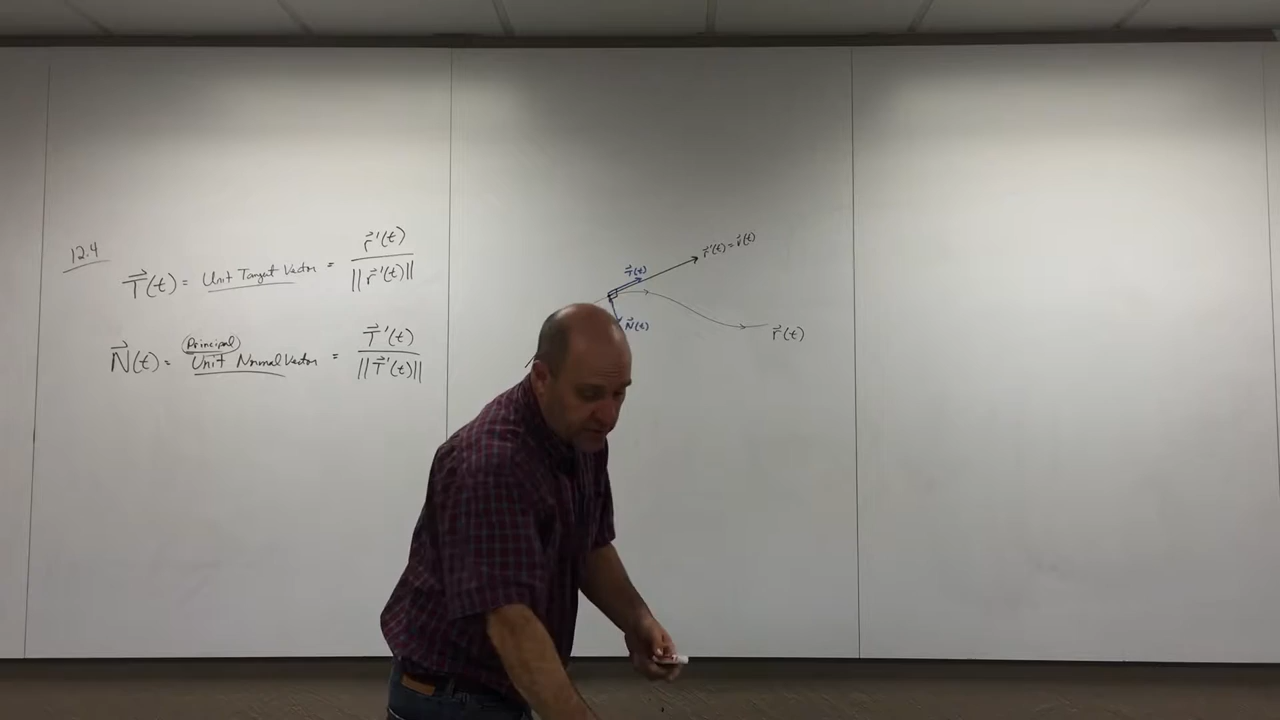 12.4
T⃗(t) = Unit Tangent Vector = r⃗'(t) / ||r⃗'(t)||
N⃗(t) = (Principal) Unit Normal Vector = T⃗'(t) / ||T⃗'(t)||
r⃗'(t) = v⃗(t)
T⃗(t)
N⃗(t)
r⃗(t)